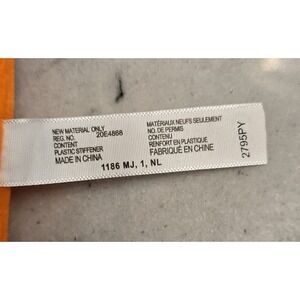 NEW MATERIAL ONLY
REG. NO. 20E4868
CONTENT
PLASTIC STIFFENER
MADE IN CHINA
MATÉRIAUX NEUFS SEULEMENT
NO. DE PERMIS
CONTENU
RENFORT EN PLASTIQUE
FABRIQUÉ EN CHINE
1186 MJ, 1, NL
2795PY